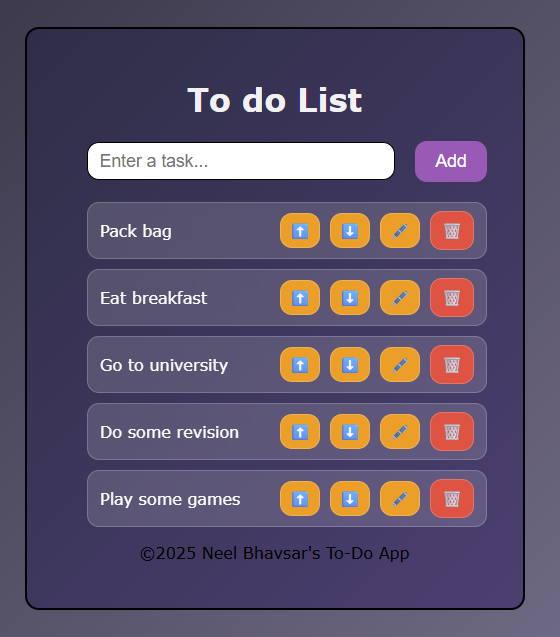 To do List
Enter a task...
Add
Pack bag
Eat breakfast
Go to university
Do some revision
Play some games
©2025 Neel Bhavsar's To-Do App